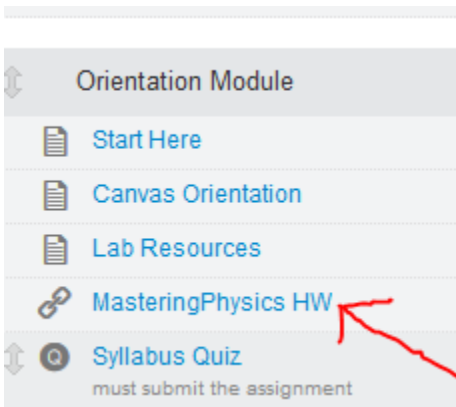 Orientation Module
Start Here
Canvas Orientation
Lab Resources
MasteringPhysics HW
Q Syllabus Quiz
must submit the assignment